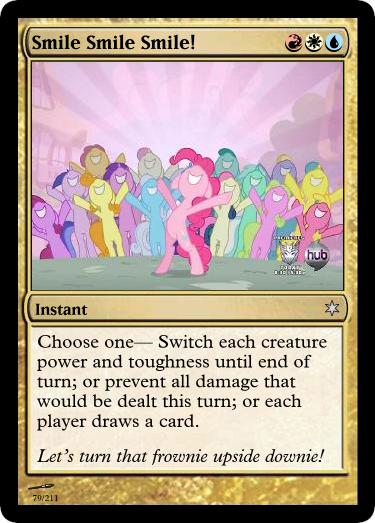 Smile Smile Smile!
hub
Instant
Choose one— Switch each creature
power and toughness until end of
turn; or prevent all damage that
would be dealt this turn; or each
player draws a card.
Let's turn that frownie upside downie!
79/211